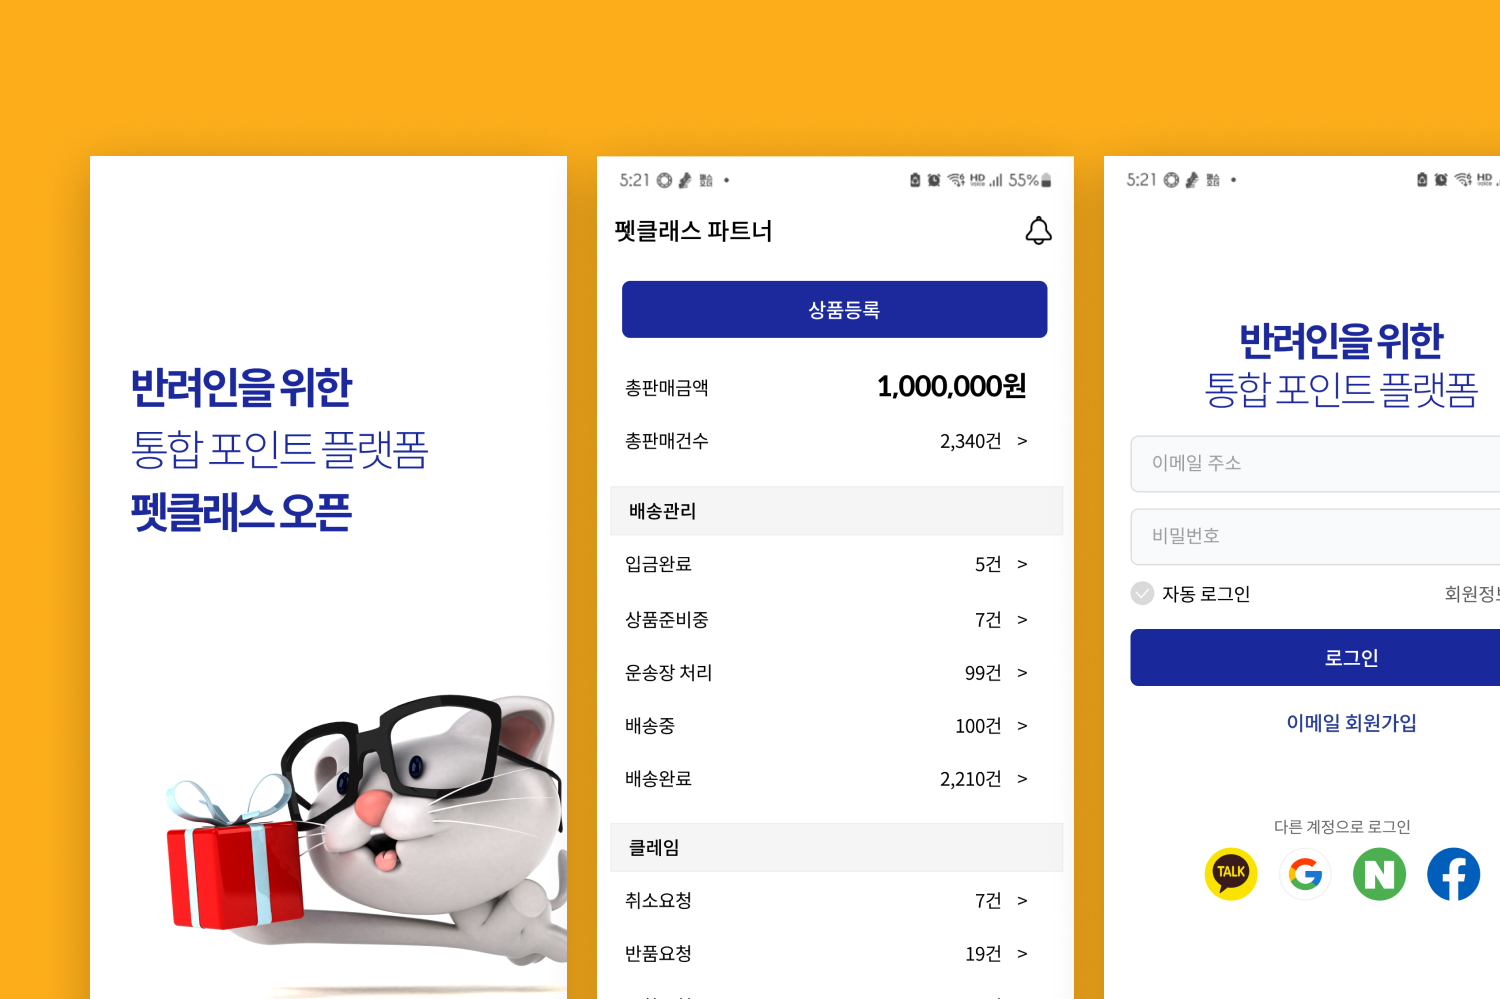 반려인을 위한
통합 포인트 플랫폼
펫클래스 오픈
5:21
HD
voice
55%
펫클래스 파트너
상품등록
총판매금액 1,000,000원
총판매건수 2,340건 >
배송관리
입금완료 5건 >
상품준비중 7건 >
운송장 처리 99건 >
배송중 100건 >
배송완료 2,210건 >
클레임
취소요청 7건 >
반품요청 19건 >
5:21
HD
voice
반려인을 위한
통합 포인트 플랫폼
이메일 주소
비밀번호
자동 로그인
회원정보
로그인
이메일 회원가입
다른 계정으로 로그인
TALK
G
N
f